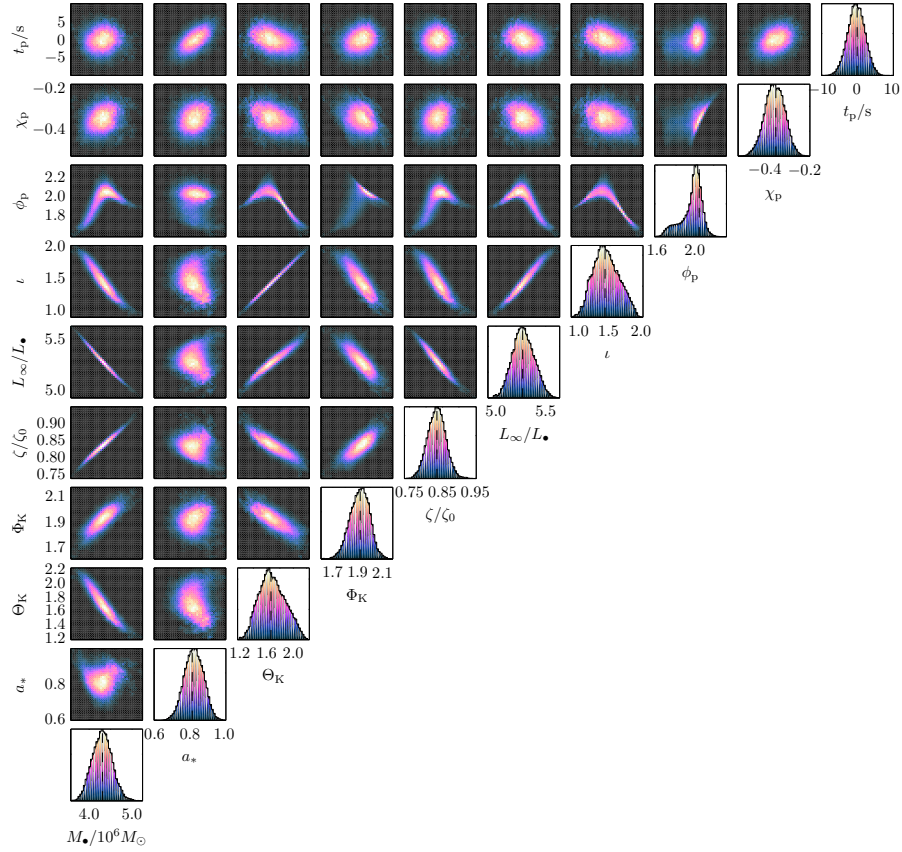 5
0
−5
t_p/s
−10 0 10
t_p/s
−0.2
−0.4
χ_p
−0.4 −0.2
χ_p
2.2
2.0
1.8
ϕ_p
1.6 2.0
ϕ_p
2.0
1.0
ι
1.0 1.5 2.0
ι
5.5
5.0
L_∞/L_•
5.0 5.5
L_∞/L_•
0.90
0.85
0.80
0.75
ζ/ζ_0
0.75 0.85 0.95
ζ/ζ_0
2.1
1.9
1.7
Φ_K
1.7 1.9 2.1
Φ_K
2.2
2.0
1.8
1.6
1.4
1.2
Θ_K
1.2 1.6 2.0
Θ_K
0.8
0.6
a_*
0.6 0.8 1.0
a_*
4.0 5.0
M_•/10^6 M_⊙